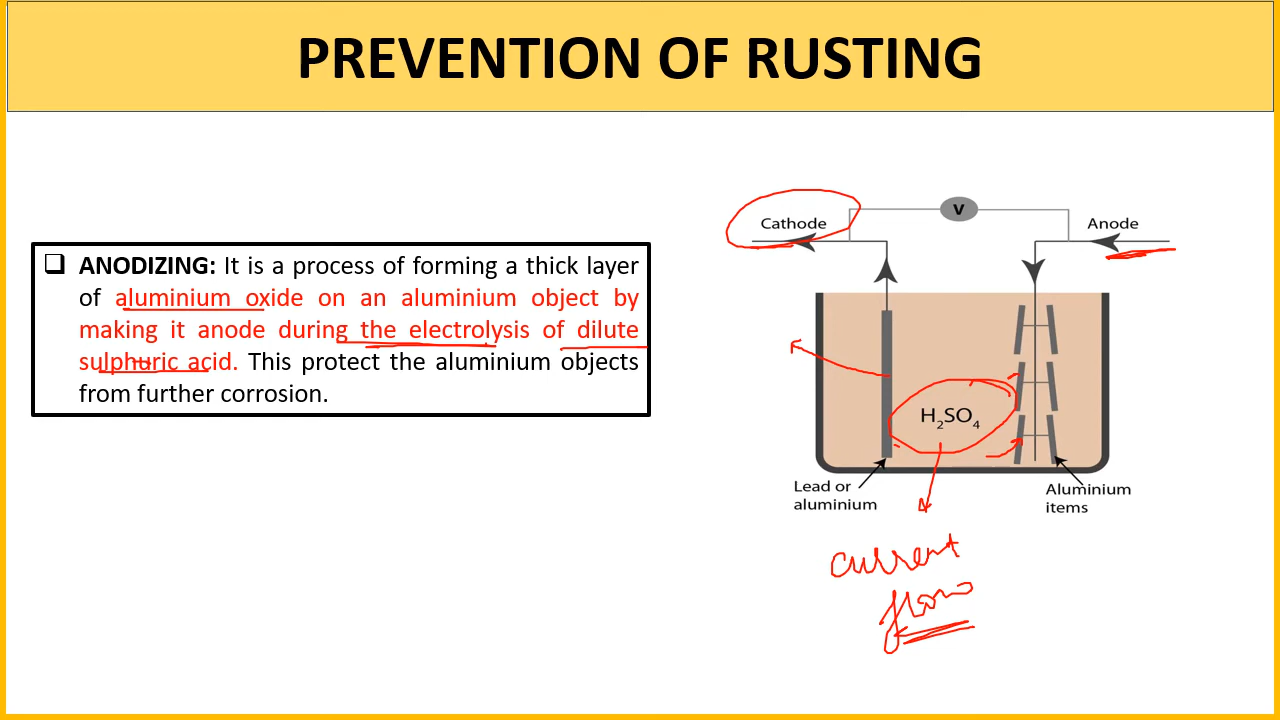 PREVENTION OF RUSTING
❑ ANODIZING: It is a process of forming a thick layer
of aluminium oxide on an aluminium object by
making it anode during the electrolysis of dilute
sulphuric acid. This protect the aluminium objects
from further corrosion.
V
Cathode
Anode
H₂SO₄
Lead or
aluminium
Aluminium
items
current
flow